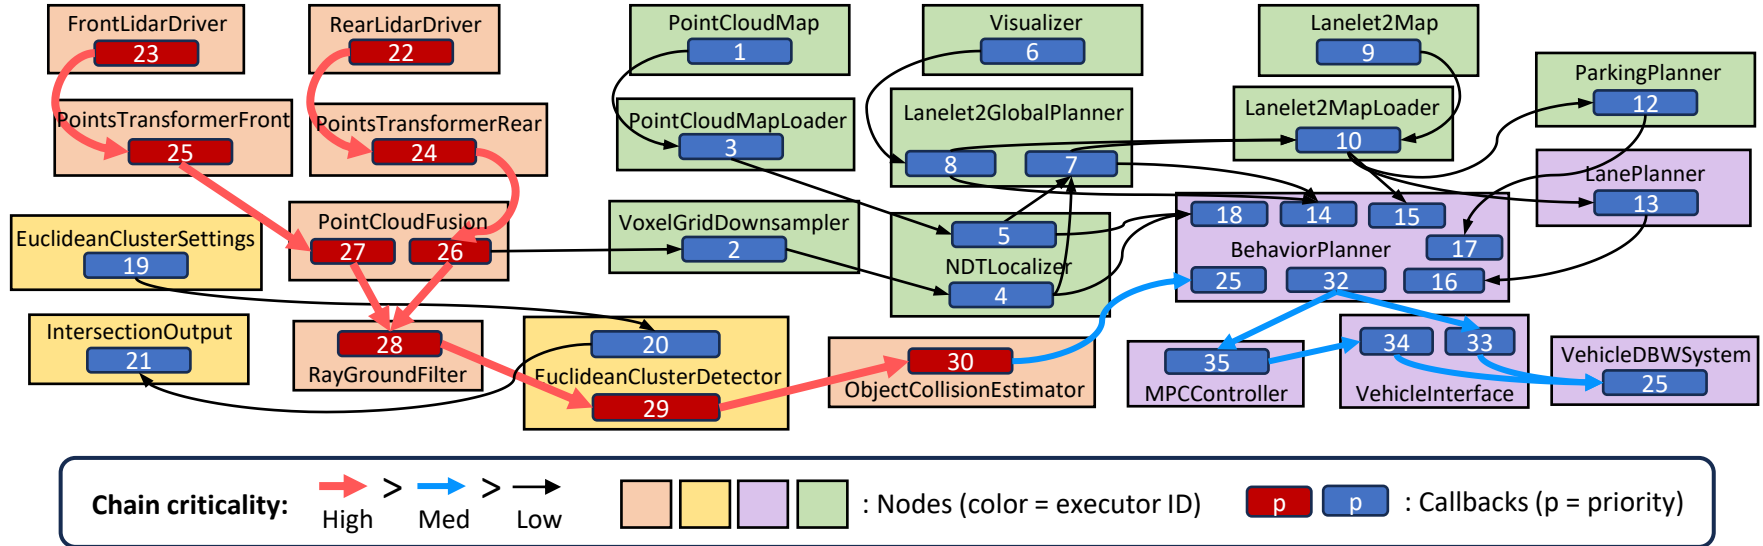 FrontLidarDriver
23
RearLidarDriver
22
PointCloudMap
1
Visualizer
6
Lanelet2Map
9
ParkingPlanner
12
PointsTransformerFront
25
PointsTransformerRear
24
PointCloudMapLoader
3
Lanelet2GlobalPlanner
8
7
Lanelet2MapLoader
10
LanePlanner
13
EuclideanClusterSettings
19
PointCloudFusion
27
26
VoxelGridDownsampler
2
5
NDTLocalizer
4
18
14
15
BehaviorPlanner
17
25
32
16
IntersectionOutput
21
28
RayGroundFilter
20
EuclideanClusterDetector
29
30
ObjectCollisionEstimator
35
MPCController
34
33
VehicleInterface
VehicleDBWSystem
25
Chain criticality:
>
>
High
Med
Low
: Nodes (color = executor ID)
p
p
: Callbacks (p = priority)